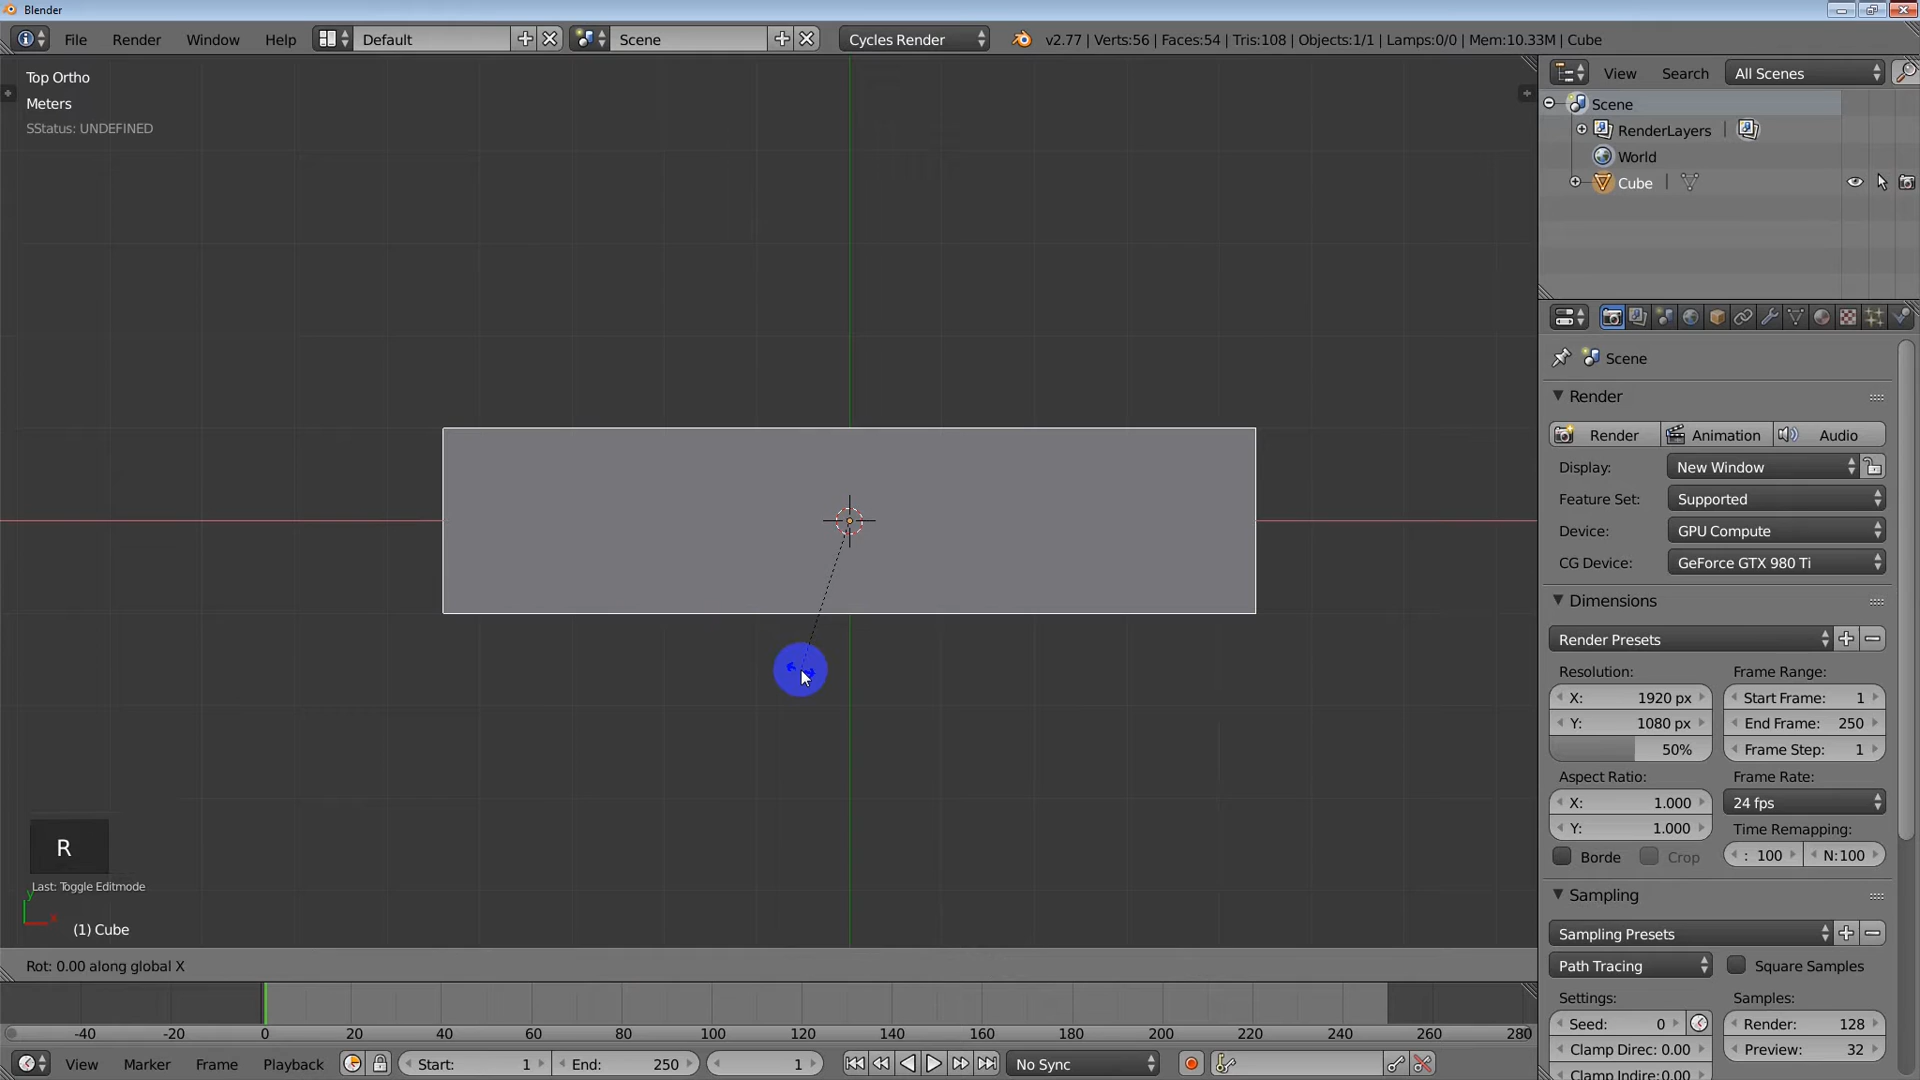 Blender
File Render Window Help Default Scene Cycles Render v2.77 | Verts:56 | Faces:54 | Tris:108 | Objects:1/1 | Lamps:0/0 | Mem:10.33M | Cube
Top Ortho
Meters
SStatus: UNDEFINED
View Search All Scenes
Scene
RenderLayers
World
Cube
Scene
Render
Render Animation Audio
Display: New Window
Feature Set: Supported
Device: GPU Compute
CG Device: GeForce GTX 980 Ti
Dimensions
Render Presets
Resolution: Frame Range:
X: 1920 px Start Frame: 1
Y: 1080 px End Frame: 250
50% Frame Step: 1
Aspect Ratio: Frame Rate:
X: 1.000 24 fps
Y: 1.000 Time Remapping:
Borde Crop : 100 N:100
Sampling
Sampling Presets
Path Tracing Square Samples
Settings: Samples:
Seed: 0 Render: 128
Clamp Direc: 0.00 Preview: 32
Clamp Indire:0.00
R
Last: Toggle Editmode
y
x
(1) Cube
Rot: 0.00 along global X
-40 -20 0 20 40 60 80 100 120 140 160 180 200 220 240 260 280
View Marker Frame Playback Start: 1 End: 250 1 No Sync